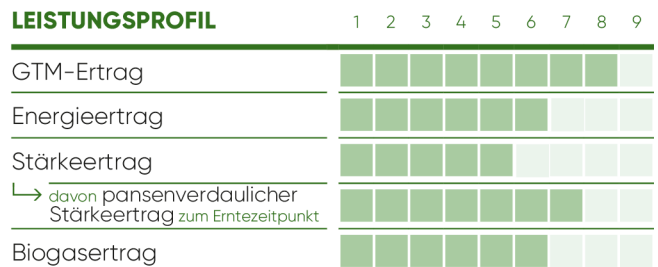 LEISTUNGSPROFIL 1 2 3 4 5 6 7 8 9
GTM-Ertrag
Energieertrag
Stärkeertrag
davon pansenverdaulicher
Stärkeertrag zum Erntezeitpunkt
Biogasertrag